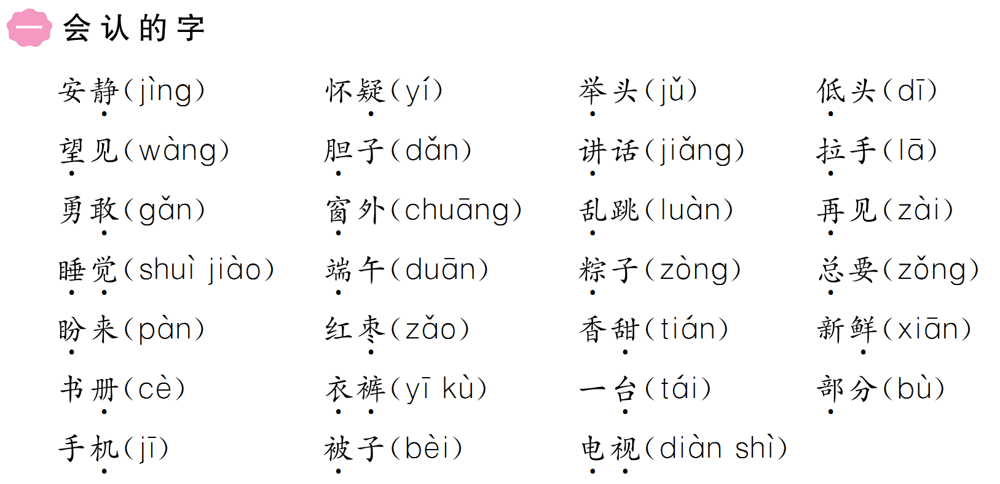 一 会认的字
安静(jìng) 怀疑(yí) 举头(jǔ) 低头(dī)
望见(wàng) 胆子(dǎn) 讲话(jiǎng) 拉手(lā)
勇敢(gǎn) 窗外(chuāng) 乱跳(luàn) 再见(zài)
睡觉(shuì jiào) 端午(duān) 粽子(zòng) 总要(zǒng)
盼来(pàn) 红枣(zǎo) 香甜(tián) 新鲜(xiān)
书册(cè) 衣裤(yī kù) 一台(tái) 部分(bù)
手机(jī) 被子(bèi) 电视(diàn shì)